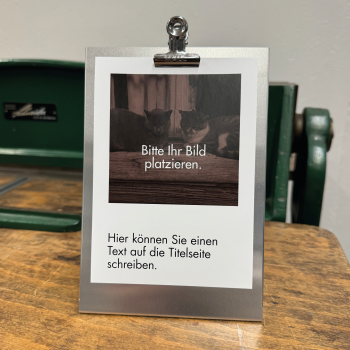 Bitte Ihr Bild
platzieren.
Hier können Sie einen
Text auf die Titelseite
schreiben.